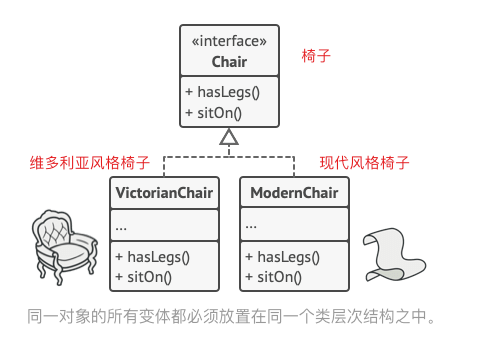 «interface»
Chair
椅子
+ hasLegs()
+ sitOn()
维多利亚风格椅子
现代风格椅子
VictorianChair
ModernChair
...
...
+ hasLegs()
+ hasLegs()
+ sitOn()
+ sitOn()
同一对象的所有变体都必须放置在同一个类层次结构之中。